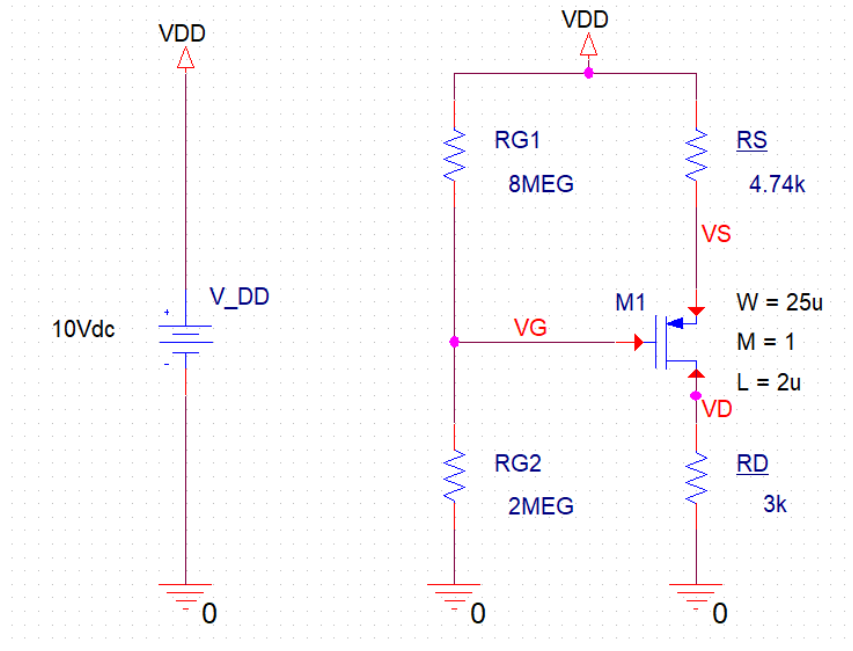 VDD
VDD
RG1
8MEG
RS
4.74k
VS
+
V_DD
10Vdc
-
M1
W = 25u
VG
M = 1
L = 2u
VD
RG2
2MEG
RD
3k
0
0
0